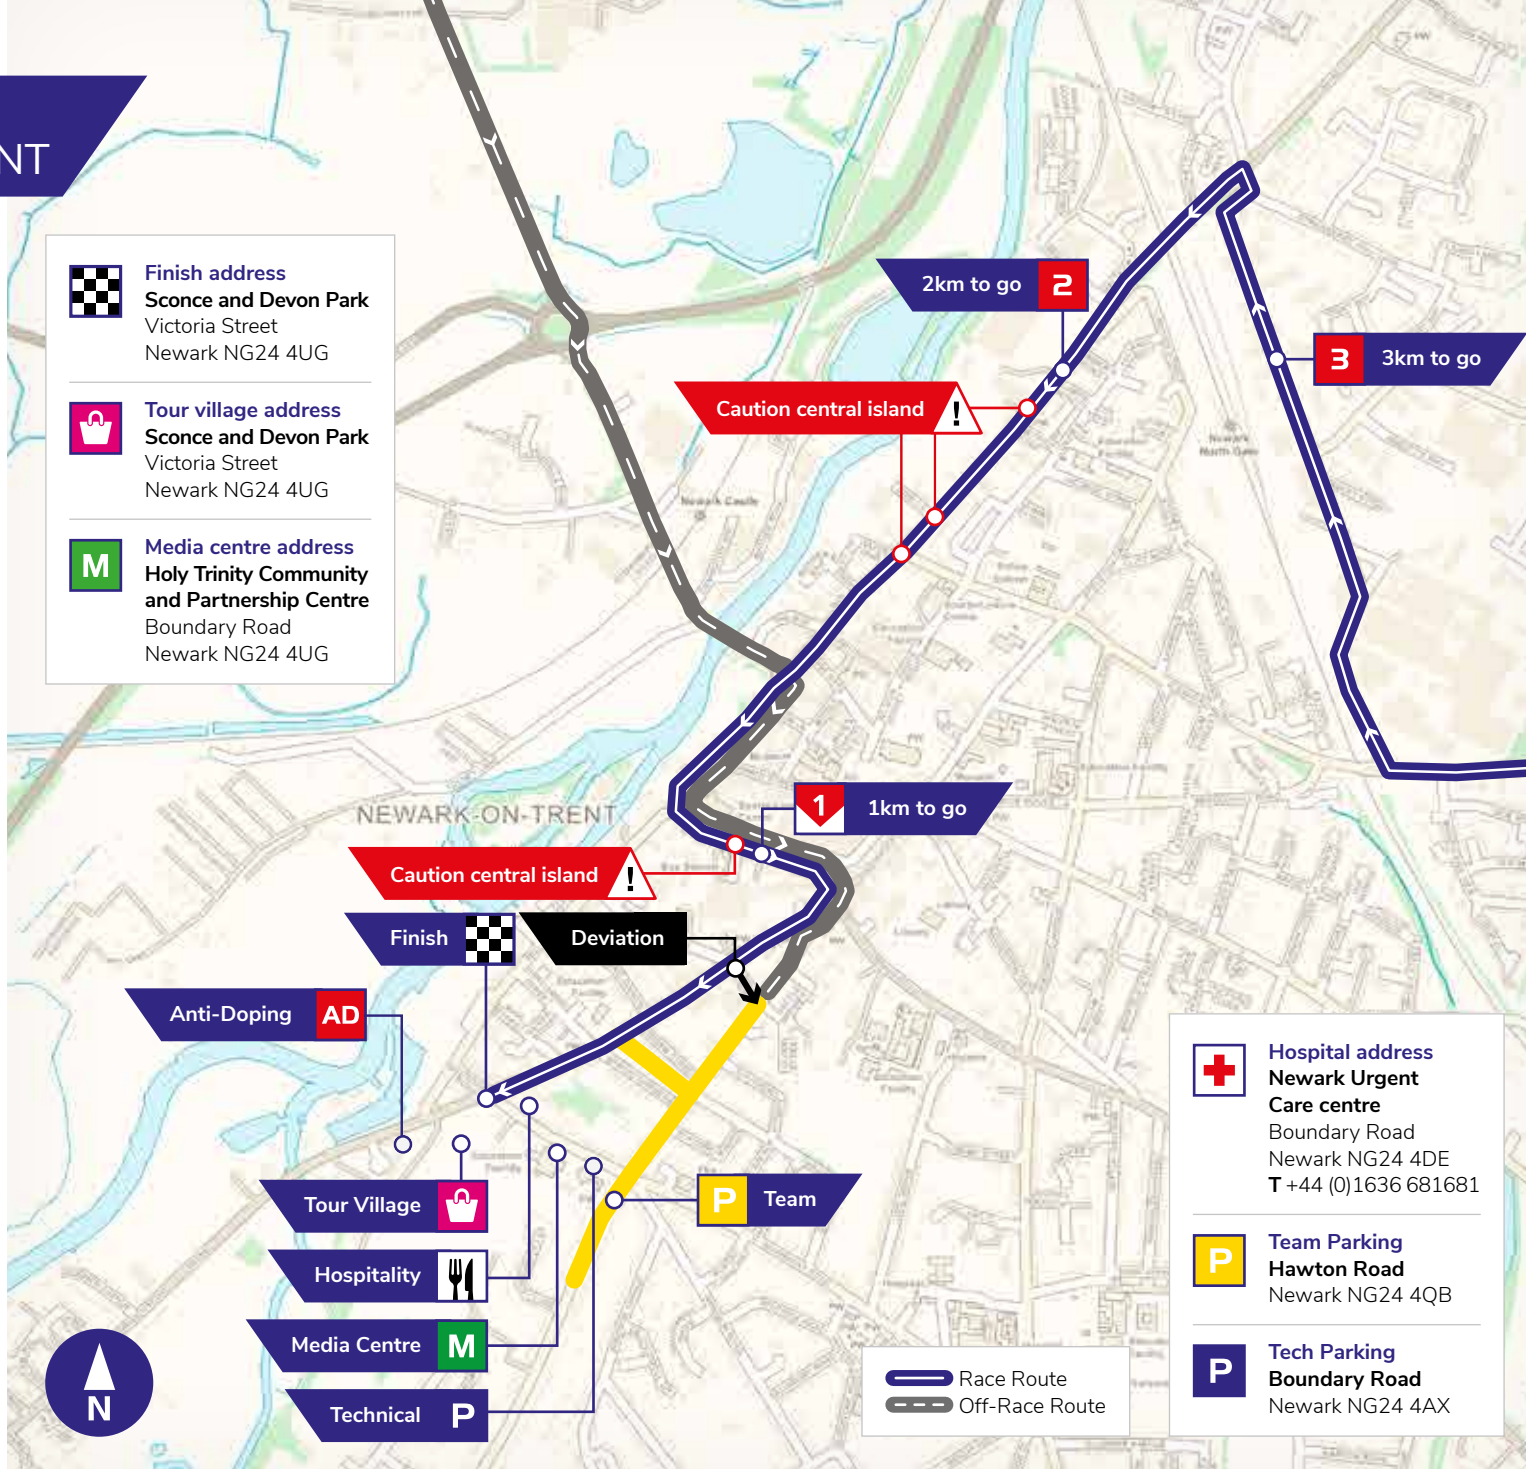 NT
Finish address
Sconce and Devon Park
Victoria Street
Newark NG24 4UG
Tour village address
Sconce and Devon Park
Victoria Street
Newark NG24 4UG
M
Media centre address
Holy Trinity Community
and Partnership Centre
Boundary Road
Newark NG24 4UG
2km to go 2
3 3km to go
Caution central island !
Newark
North Gate
Newark Castle
NEWARK-ON-TRENT
1 1km to go
Caution central island !
Finish
Deviation
Anti-Doping AD
Tour Village
Hospitality
Media Centre M
Technical P
P Team
N
Race Route
Off-Race Route
Hospital address
Newark Urgent
Care centre
Boundary Road
Newark NG24 4DE
T +44 (0)1636 681681
P
Team Parking
Hawton Road
Newark NG24 4QB
P
Tech Parking
Boundary Road
Newark NG24 4AX